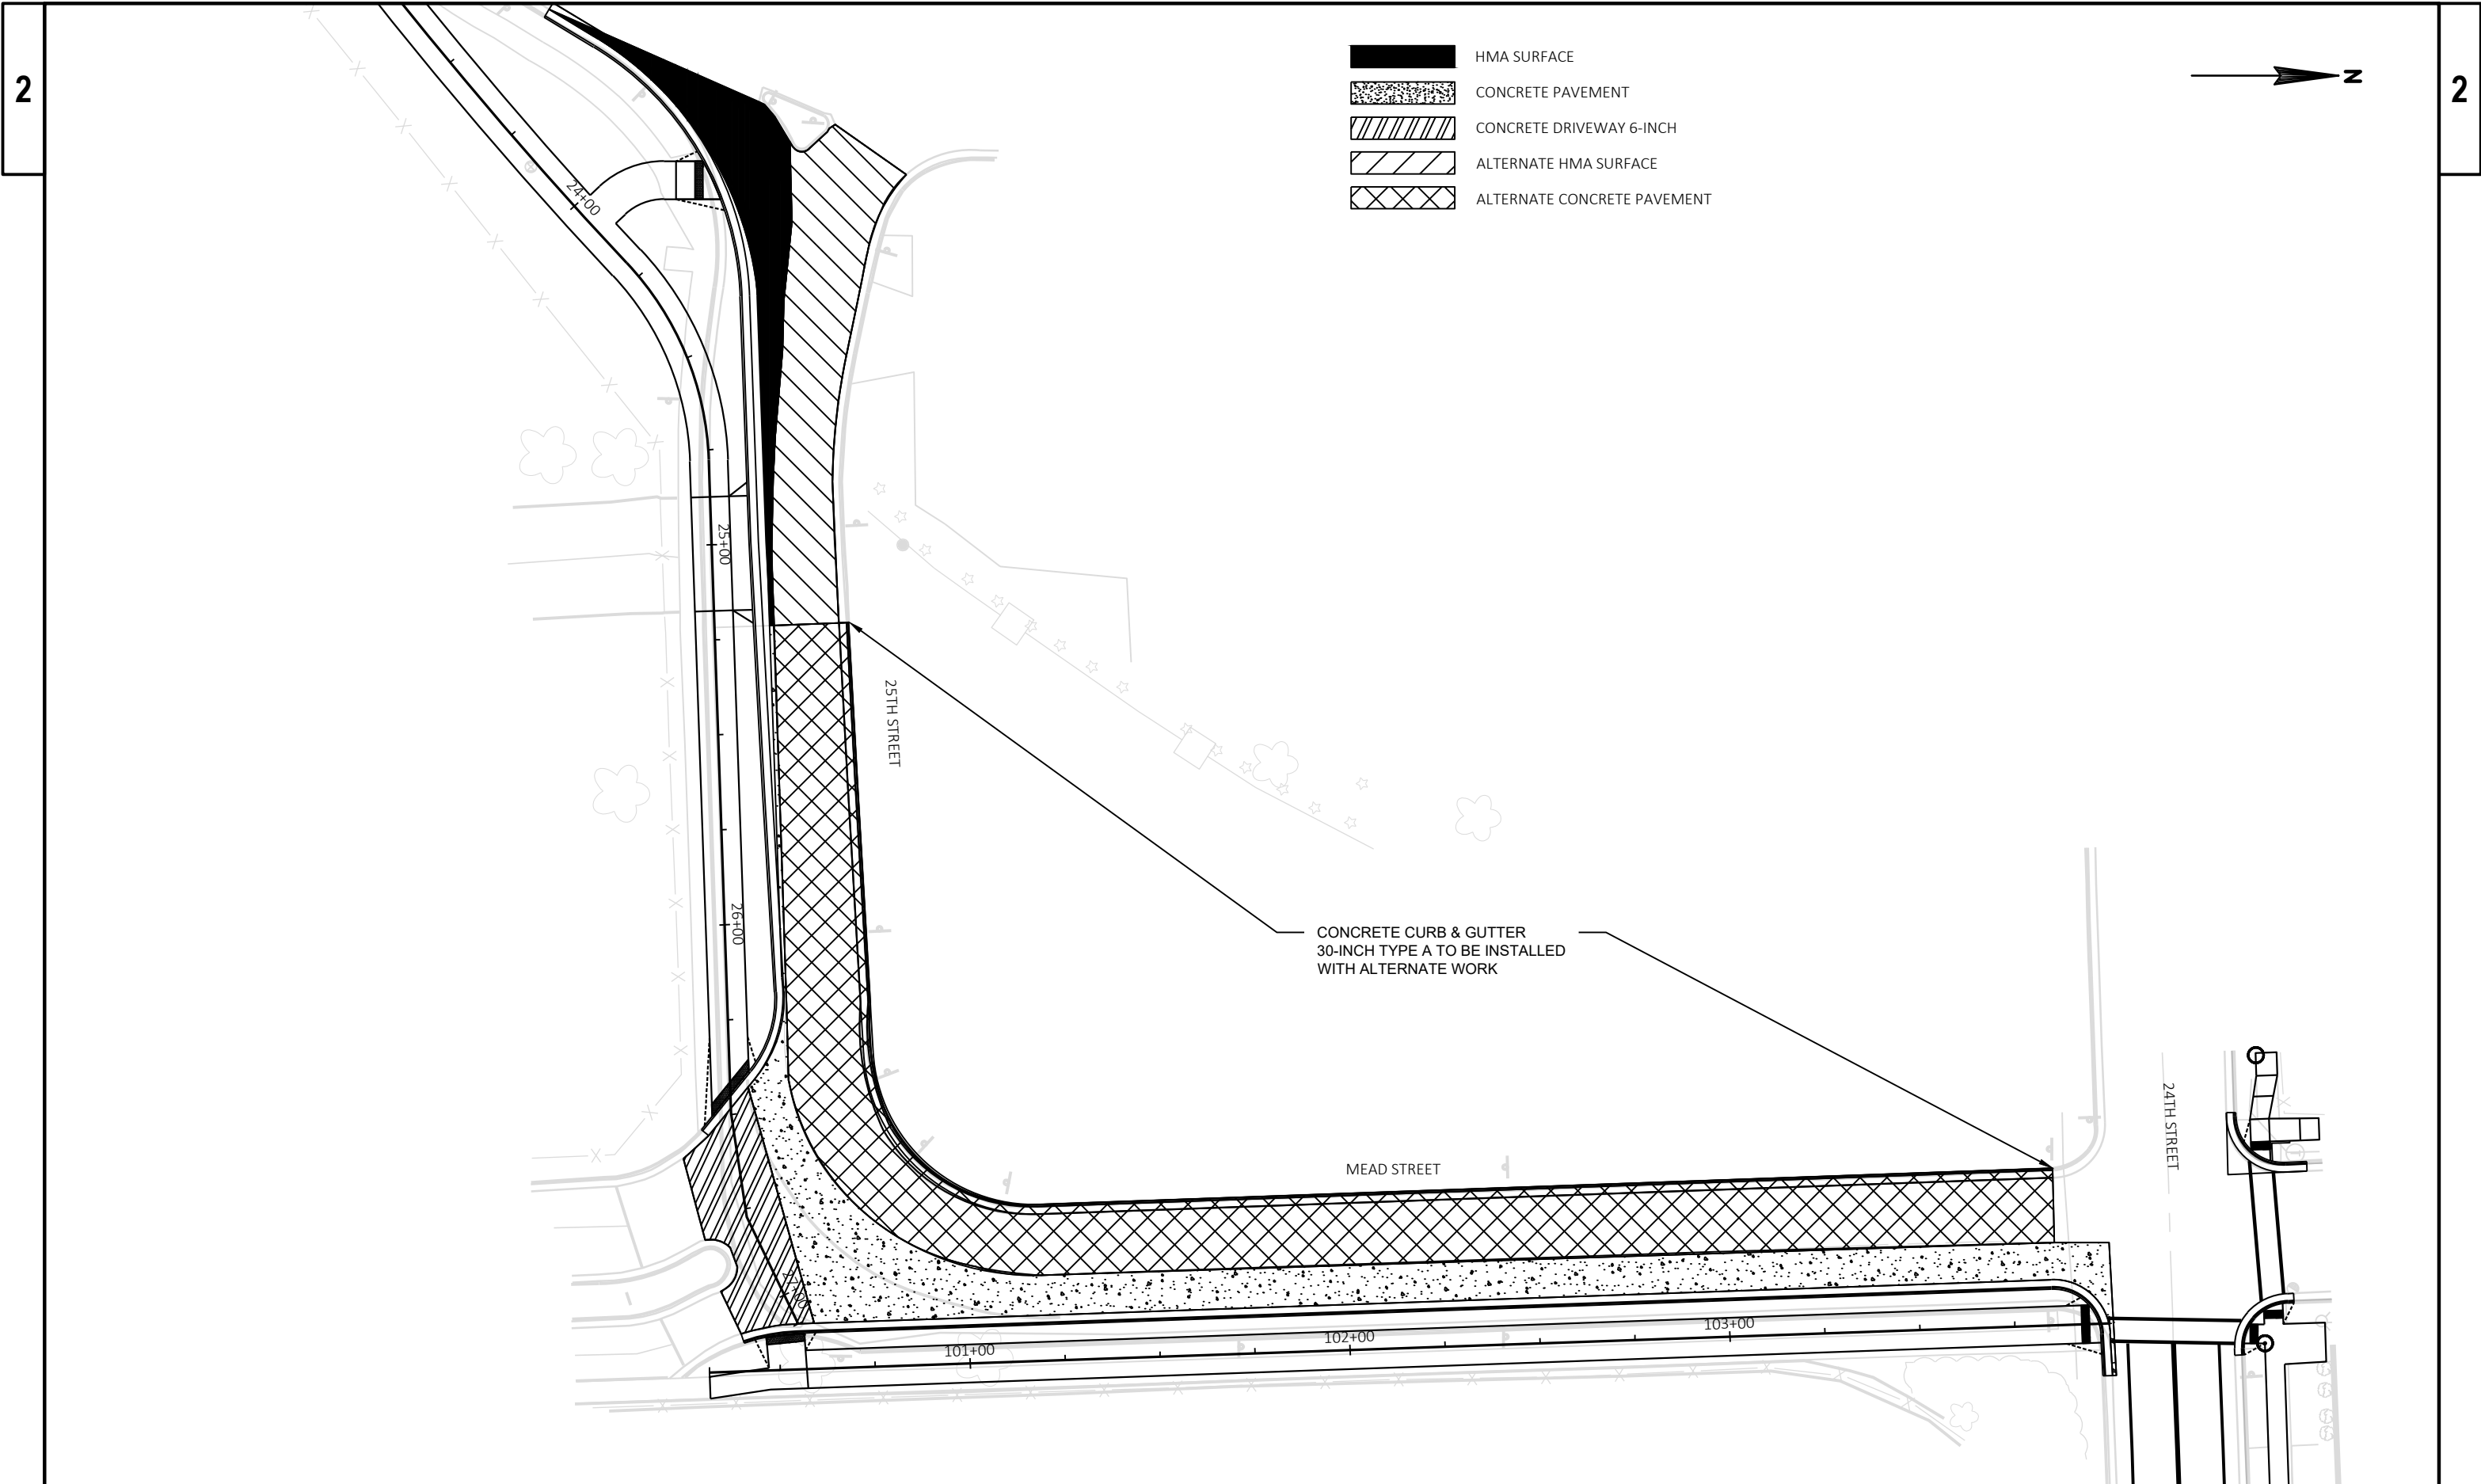 2
2
HMA SURFACE
CONCRETE PAVEMENT
CONCRETE DRIVEWAY 6-INCH
ALTERNATE HMA SURFACE
ALTERNATE CONCRETE PAVEMENT
N
24+00
25+00
25TH STREET
26+00
CONCRETE CURB & GUTTER
30-INCH TYPE A TO BE INSTALLED
WITH ALTERNATE WORK
24TH STREET
MEAD STREET
27+00
101+00
102+00
103+00